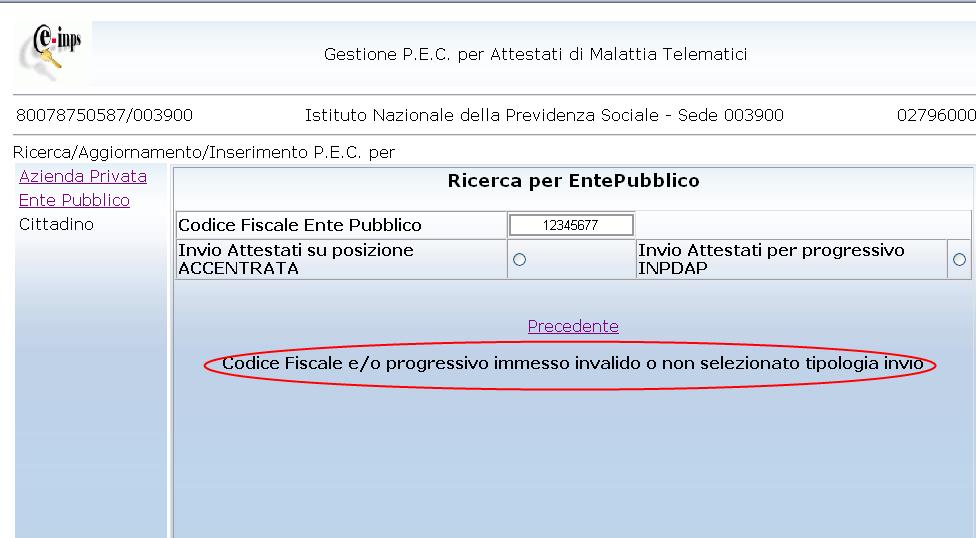 e-inps
Gestione P.E.C. per Attestati di Malattia Telematici
80078750587/003900 Istituto Nazionale della Previdenza Sociale - Sede 003900 02796000
Ricerca/Aggiornamento/Inserimento P.E.C. per
Azienda Privata
Ente Pubblico
Cittadino
Ricerca per EntePubblico
Codice Fiscale Ente Pubblico 12345677
Invio Attestati su posizione
ACCENTRATA
Invio Attestati per progressivo
INPDAP
Precedente
Codice Fiscale e/o progressivo immesso invalido o non selezionato tipologia invio